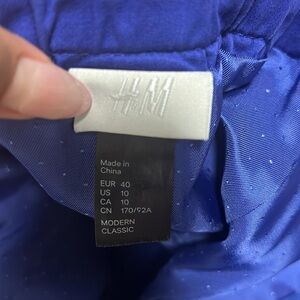 H&M
Made in
China
EUR 40
US 10
CA 10
CN 170/92A
MODERN
CLASSIC